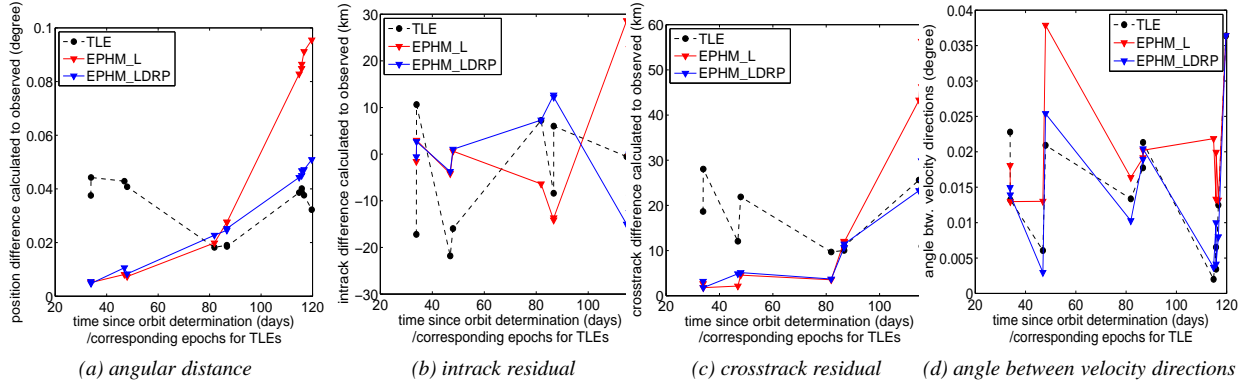 position difference calculated to observed (degree)
0.1
0.08
0.06
0.04
0.02
0
20 40 60 80 100 120
TLE
EPHM_L
EPHM_LDRP
time since orbit determination (days)
/corresponding epochs for TLEs
(a) angular distance
intrack difference calculated to observed (km)
30
20
10
0
−10
−20
−30
20 40 60 80 100
TLE
EPHM_L
EPHM_LDRP
time since orbit determination (days)
/corresponding epochs for TLEs
(b) intrack residual
crosstrack difference calculated to observed (km)
60
50
40
30
20
10
0
20 40 60 80 100
TLE
EPHM_L
EPHM_LDRP
time since orbit determination (days)
/corresponding epochs for TLEs
(c) crosstrack residual
angle btw. velocity directions (degree)
0.04
0.035
0.03
0.025
0.02
0.015
0.01
0.005
0
20 40 60 80 100 120
TLE
EPHM_L
EPHM_LDRP
time since orbit determination (days)
/corresponding epochs for TLE
(d) angle between velocity directions